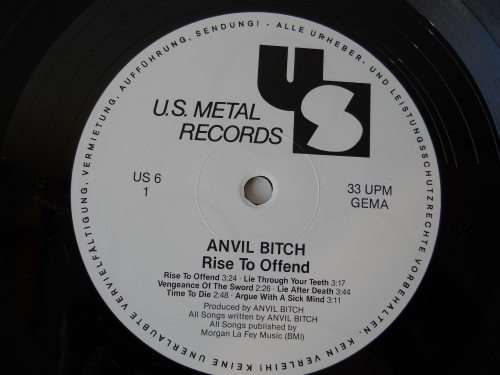 ALLE URHEBER- UND LEISTUNGSSCHUTZRECHTE VORBEHALTEN. KEIN VERLEIH! KEINE UNERLAUBTE VERVIELFÄLTIGUNG, VERMIETUNG, AUFFÜHRUNG, SENDUNG! ·
US
U.S. METAL
RECORDS
US 6
1
33 UPM
GEMA
ANVIL BITCH
Rise To Offend
Rise To Offend 3:24 · Lie Through Your Teeth 3:17
Vengeance Of The Sword 2:26 · Lie After Death 3:44
Time To Die 2:48 · Argue With A Sick Mind 3:11
Produced by ANVIL BITCH
All Songs written by ANVIL BITCH
All Songs published by
Morgan La Fey Music (BMI)